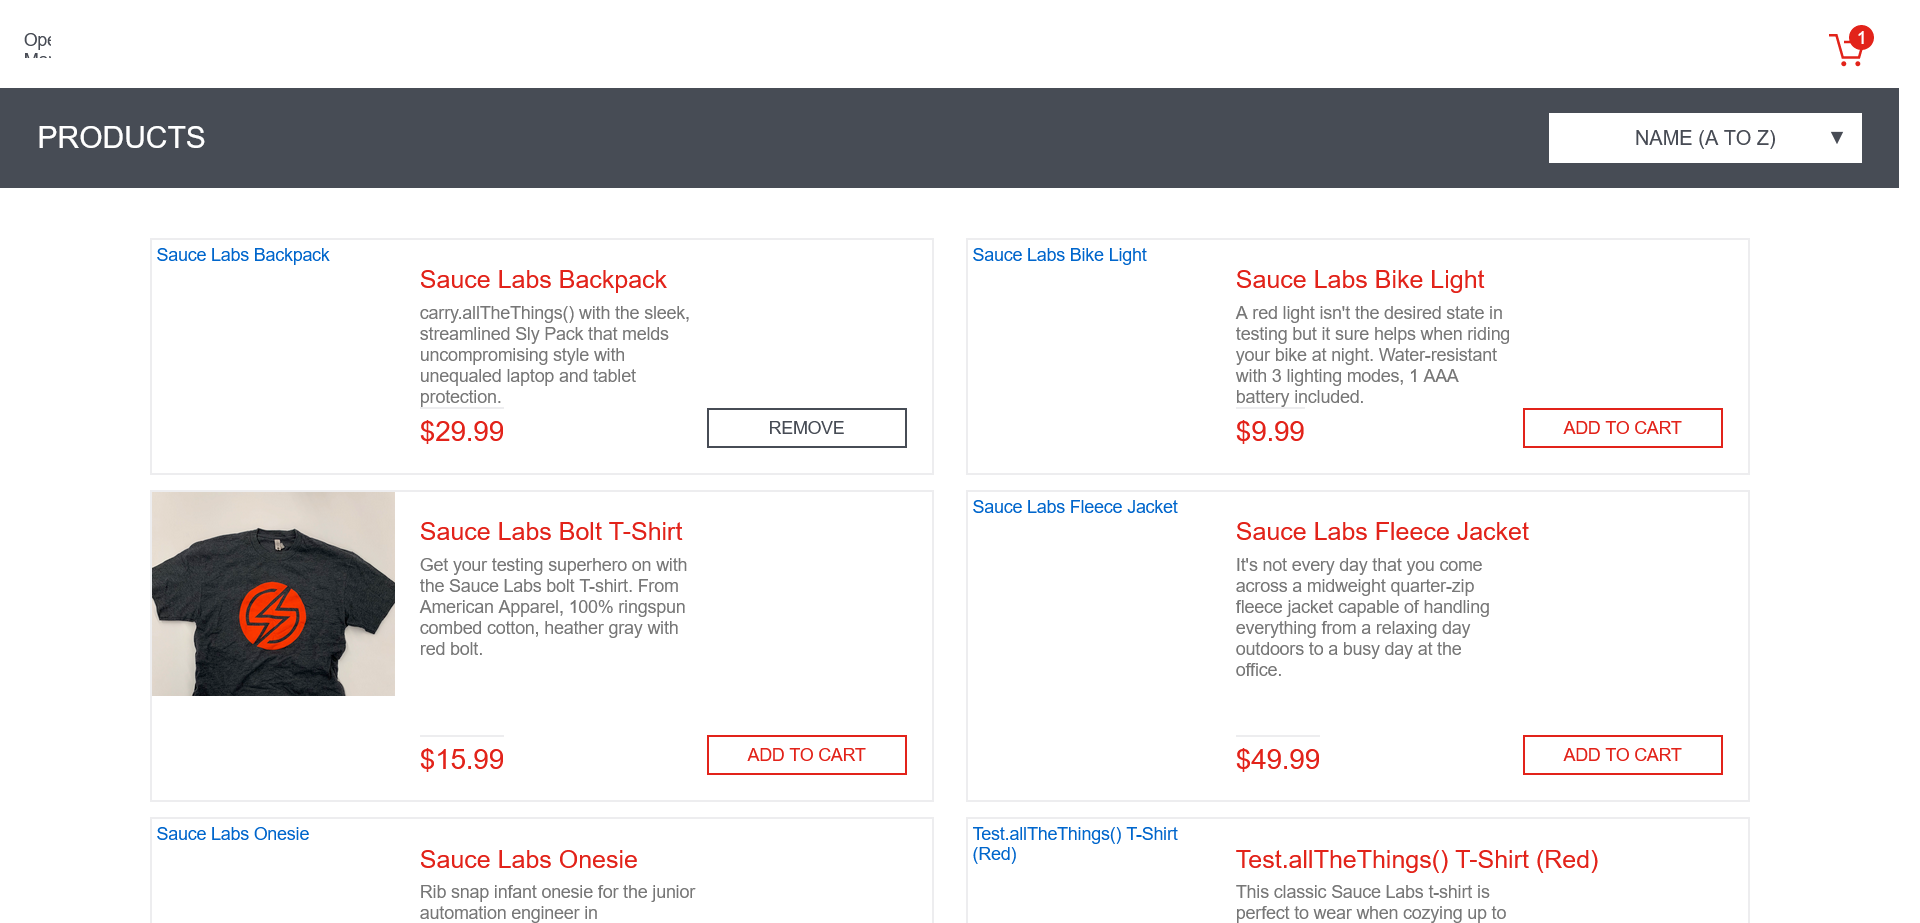 Ope
1
PRODUCTS
NAME (A TO Z) ▼
Sauce Labs Backpack
Sauce Labs Backpack
carry.allTheThings() with the sleek,
streamlined Sly Pack that melds
uncompromising style with
unequaled laptop and tablet
protection.
$29.99
REMOVE
Sauce Labs Bike Light
Sauce Labs Bike Light
A red light isn't the desired state in
testing but it sure helps when riding
your bike at night. Water-resistant
with 3 lighting modes, 1 AAA
battery included.
$9.99
ADD TO CART
Sauce Labs Bolt T-Shirt
Get your testing superhero on with
the Sauce Labs bolt T-shirt. From
American Apparel, 100% ringspun
combed cotton, heather gray with
red bolt.
$15.99
ADD TO CART
Sauce Labs Fleece Jacket
Sauce Labs Fleece Jacket
It's not every day that you come
across a midweight quarter-zip
fleece jacket capable of handling
everything from a relaxing day
outdoors to a busy day at the
office.
$49.99
ADD TO CART
Sauce Labs Onesie
Sauce Labs Onesie
Rib snap infant onesie for the junior
automation engineer in
Test.allTheThings() T-Shirt
(Red)
Test.allTheThings() T-Shirt (Red)
This classic Sauce Labs t-shirt is
perfect to wear when cozying up to